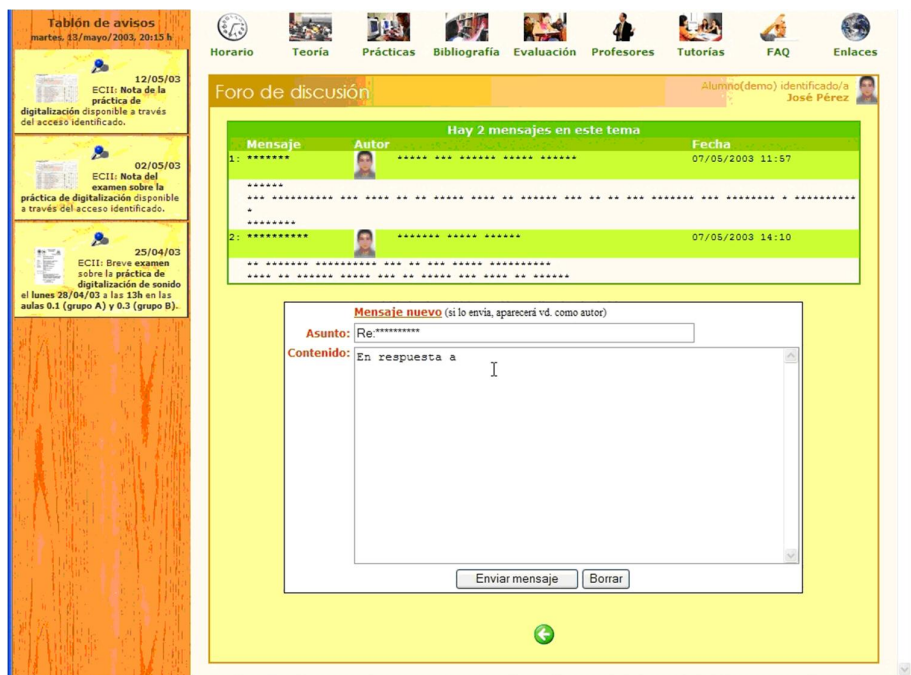 Tablón de avisos
martes, 13/mayo/2003, 20:15 h
12/05/03
ECII: Nota de la
práctica de
digitalización disponible a través
del acceso identificado.
02/05/03
ECII: Nota del
examen sobre la
práctica de digitalización disponible
a través del acceso identificado.
25/04/03
ECII: Breve examen
sobre la práctica de
digitalización de sonido
el lunes 28/04/03 a las 13h en las
aulas 0.1 (grupo A) y 0.3 (grupo B).
Horario Teoría Prácticas Bibliografía Evaluación Profesores Tutorías FAQ Enlaces
Foro de discusión
Alumno(demo) identificado/a
José Pérez
Hay 2 mensajes en este tema
Mensaje Autor Fecha
1: ******* ***** *** ****** ***** ****** 07/05/2003 11:57
******
*** ********** *** **** ** ** ***** **** ** ****** *** ** ** *** ******* *** ******** * **********
*
********
2: ********** ******* ***** ****** 07/05/2003 14:10
** ******* ********** *** ** *** ***** **********
**** ** ****** ***** *** ** ***** *** **** ** ******
Mensaje nuevo (si lo envia, aparecerá vd. como autor)
Asunto: Re:**********
Contenido: En respuesta a
Enviar mensaje Borrar